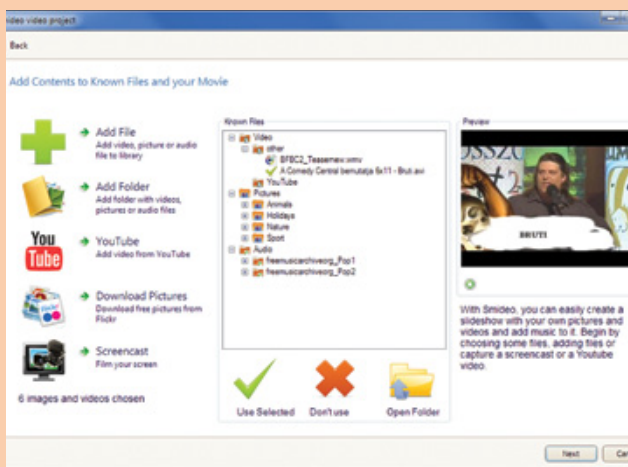 video project
Back
Add Contents to Known Files and your Movie
Add File
Add video, picture or audio
file to library
Add Folder
Add folder with videos,
pictures or audio files
You
Tube
YouTube
Add video from YouTube
flickr
Download Pictures
Download free pictures from
Flickr
Screencast
Film your screen
6 images and videos chosen
Known Files
Video
other
BFBC2_Teasernew.wmv
A Comedy Central bemutatja 6x11 - Bruti.avi
YouTube
Pictures
Animals
Holidays
Nature
Sport
Audio
freemusicarchiveorg_Pop1
freemusicarchiveorg_Pop2
Use Selected
Don't use
Open Folder
Preview
BRUTI
With Smideo, you can easily create a
slideshow with your own pictures and
videos and add music to it. Begin by
choosing some files, adding files or
capture a screencast or a Youtube
video.
Next